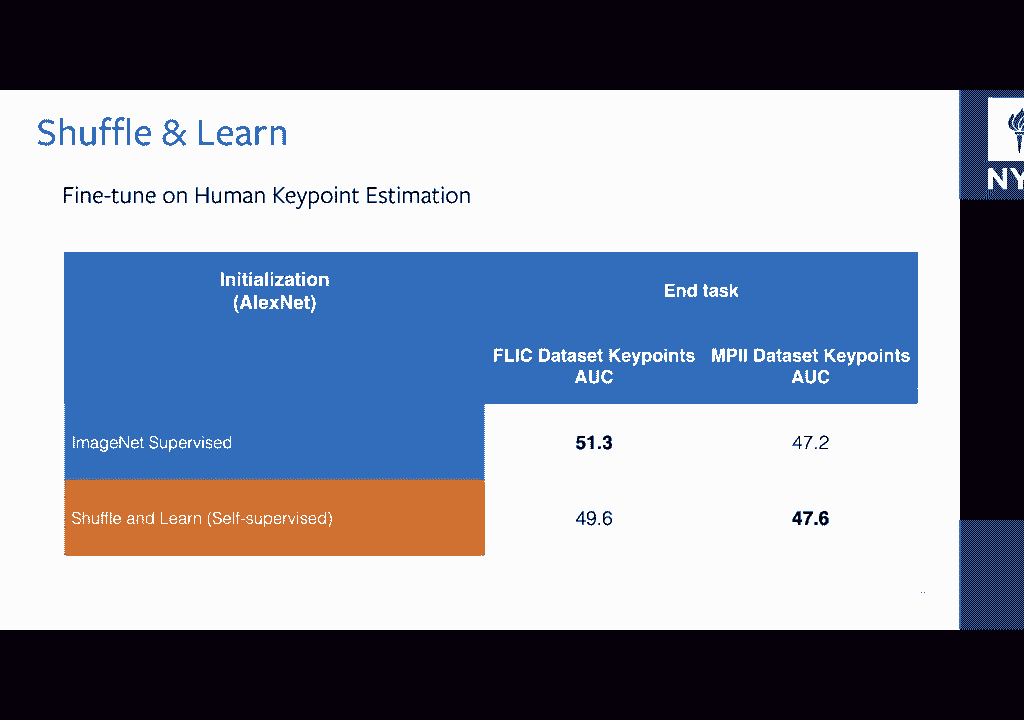 Shuffle & Learn
Fine-tune on Human Keypoint Estimation
Initialization
(AlexNet)
End task
FLIC Dataset Keypoints
AUC
MPII Dataset Keypoints
AUC
ImageNet Supervised
51.3
47.2
Shuffle and Learn (Self-supervised)
49.6
47.6
NY